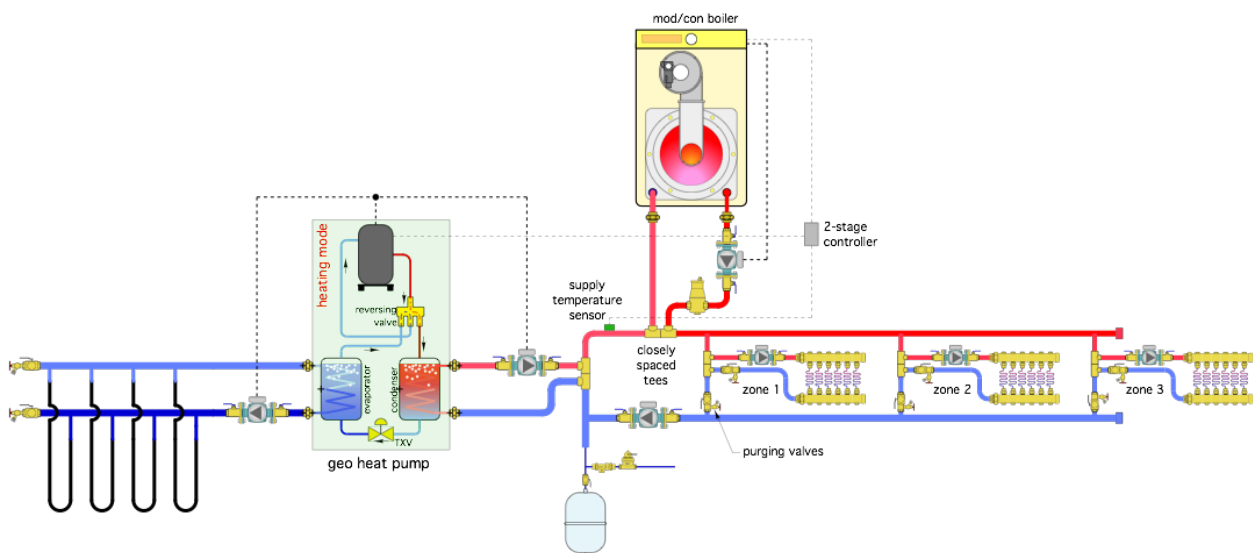 mod/con boiler
2-stage
controller
heating mode
reversing
valve
supply
temperature
sensor
closely
spaced
tees
evaporator
condenser
TXV
geo heat pump
zone 1
zone 2
zone 3
purging valves